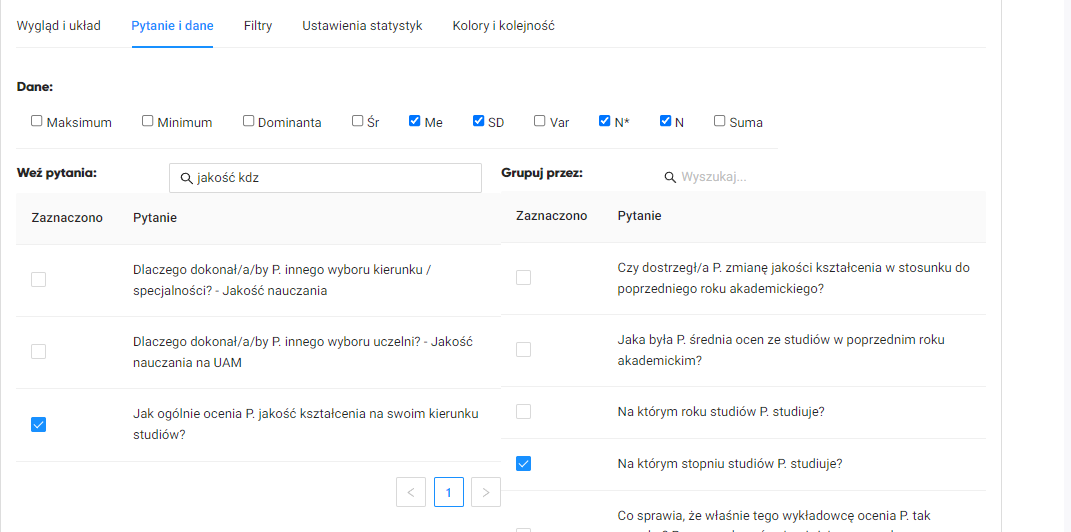 Wygląd i układ Pytanie i dane Filtry Ustawienia statystyk Kolory i kolejność
Dane:
Maksimum Minimum Dominanta Śr Me SD Var N* N Suma
Weź pytania: jakość kdz
Zaznaczono Pytanie
Dlaczego dokonał/a/by P. innego wyboru kierunku /
specjalności? - Jakość nauczania
Dlaczego dokonał/a/by P. innego wyboru uczelni? - Jakość
nauczania na UAM
Jak ogólnie ocenia P. jakość kształcenia na swoim kierunku
studiów?
< 1 >
Grupuj przez: Wyszukaj...
Zaznaczono Pytanie
Czy dostrzegł/a P. zmianę jakości kształcenia w stosunku do
poprzedniego roku akademickiego?
Jaka była P. średnia ocen ze studiów w poprzednim roku
akademickim?
Na którym roku studiów P. studiuje?
Na którym stopniu studiów P. studiuje?
Co sprawia, że właśnie tego wykładowcę ocenia P. tak